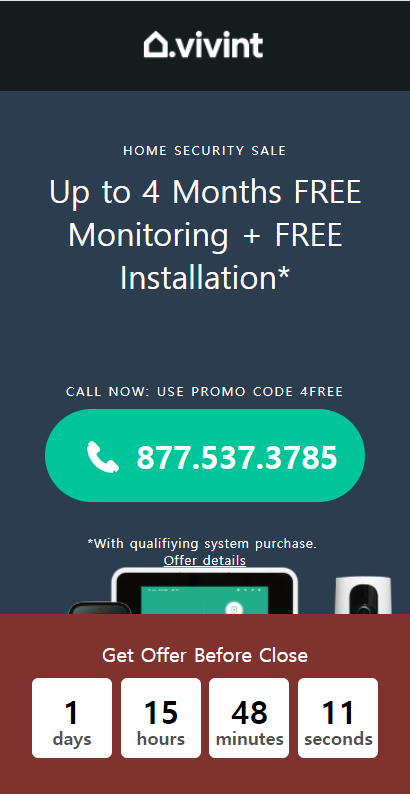 .vivint
HOME SECURITY SALE
Up to 4 Months FREE
Monitoring + FREE
Installation*
CALL NOW: USE PROMO CODE 4FREE
877.537.3785
*With qualifiying system purchase.
Offer details
Get Offer Before Close
1 15 48 11
days hours minutes seconds